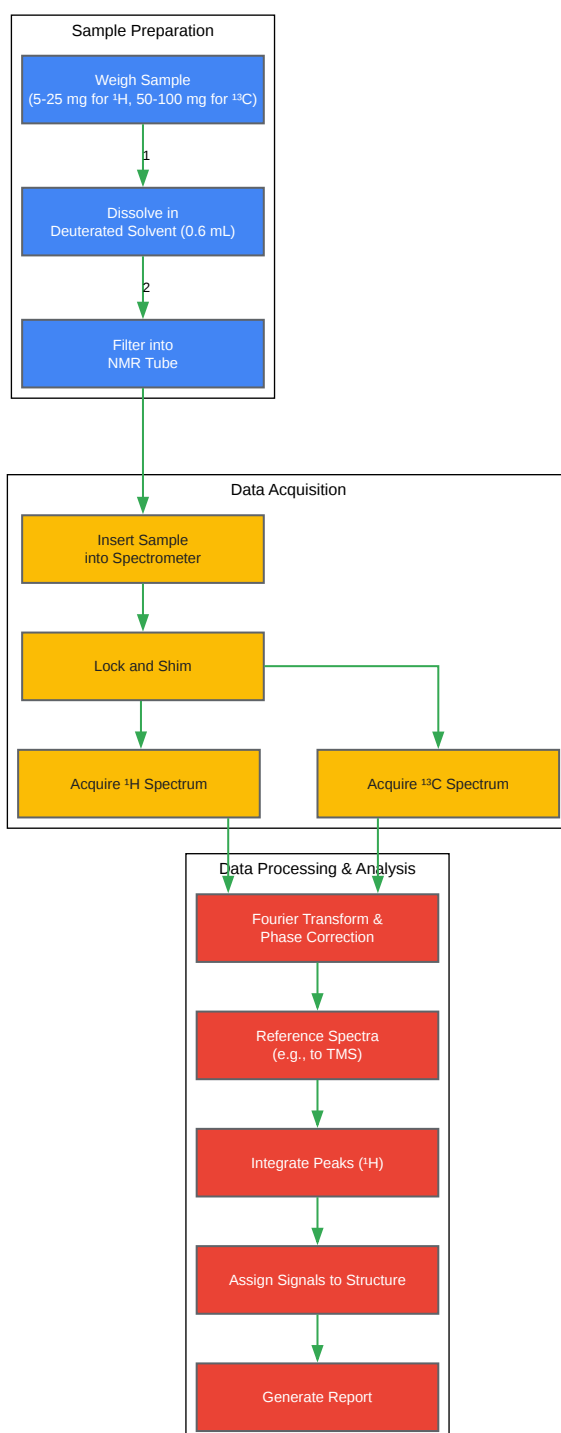 Sample Preparation
Weigh Sample
(5-25 mg for ¹H, 50-100 mg for ¹³C)
1
Dissolve in
Deuterated Solvent (0.6 mL)
2
Filter into
NMR Tube
Data Acquisition
Insert Sample
into Spectrometer
Lock and Shim
Acquire ¹H Spectrum
Acquire ¹³C Spectrum
Data Processing & Analysis
Fourier Transform &
Phase Correction
Reference Spectra
(e.g., to TMS)
Integrate Peaks (¹H)
Assign Signals to Structure
Generate Report